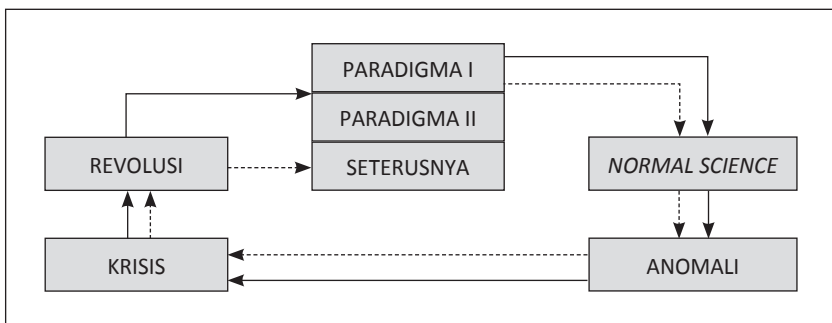 PARADIGMA I
PARADIGMA II
REVOLUSI
SETERUSNYA
NORMAL SCIENCE
KRISIS
ANOMALI